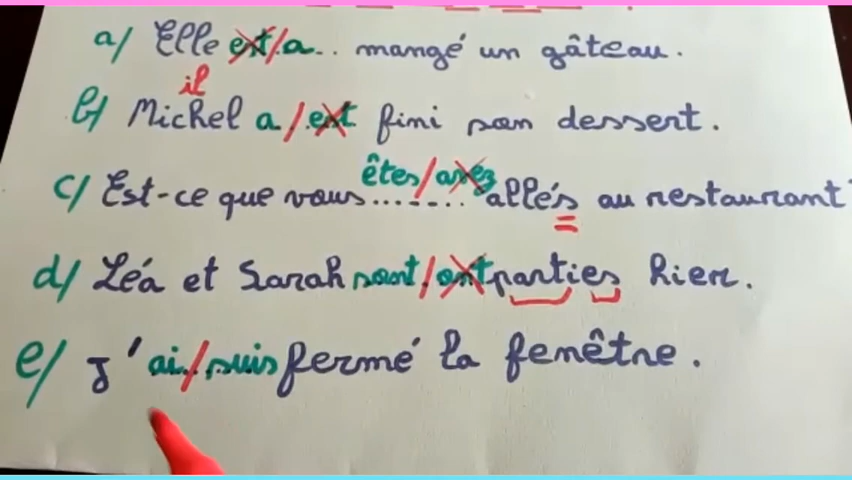 a/ Elle est/a.. mangé un gâteau.
il
b/ Michel a/est fini son dessert.
êtes/avez
c/ Est-ce que vous....... allés au restaurant
d/ Léa et Sarah sont/ont parties hier.
e/ J'ai/suis fermé la fenêtre.